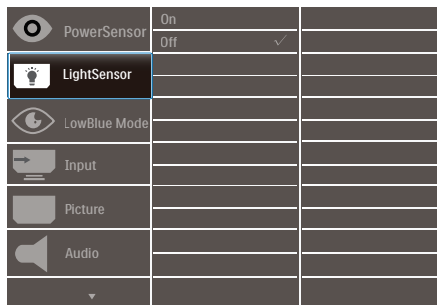 PowerSensor
On
Off ✓
LightSensor
LowBlue Mode
Input
Picture
Audio